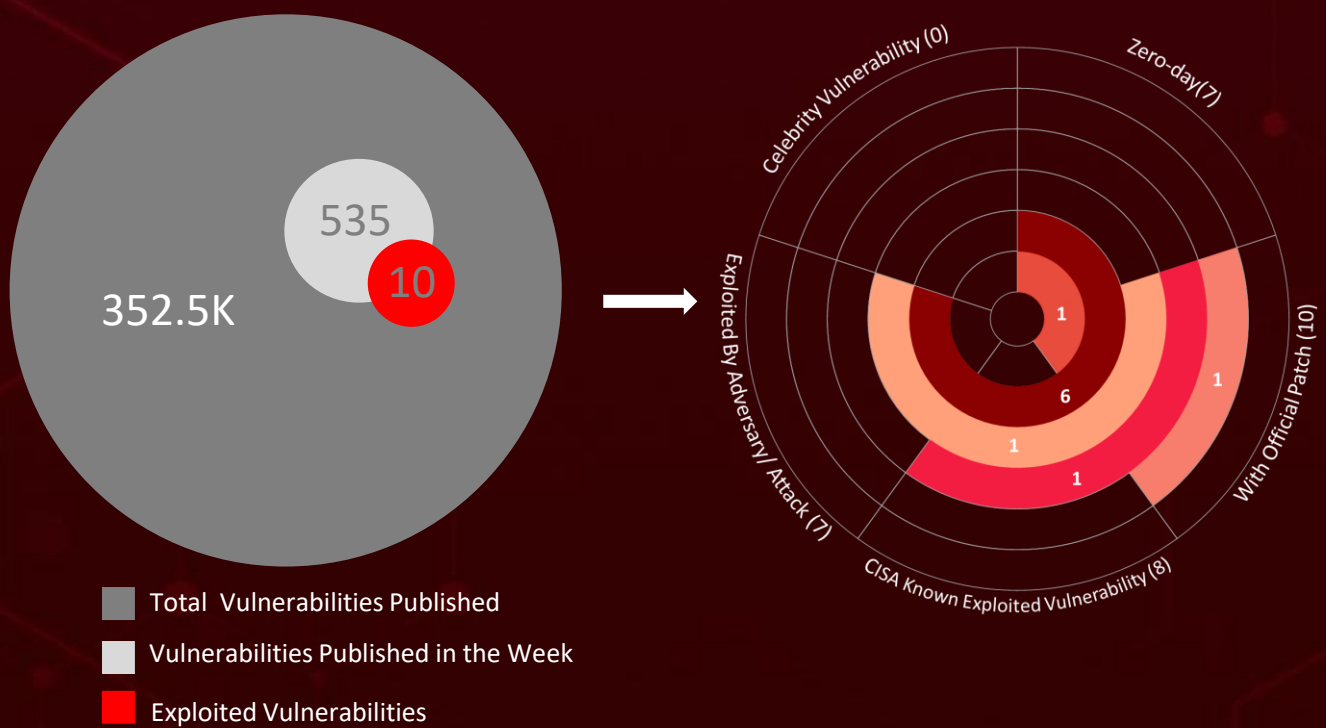 352.5K
535
10
Total Vulnerabilities Published
Vulnerabilities Published in the Week
Exploited Vulnerabilities
Celebrity Vulnerability (0)
Zero-day(7)
With Official Patch (10)
CISA Known Exploited Vulnerability (8)
Exploited By Adversary/ Attack (7)
1
1
6
1
1